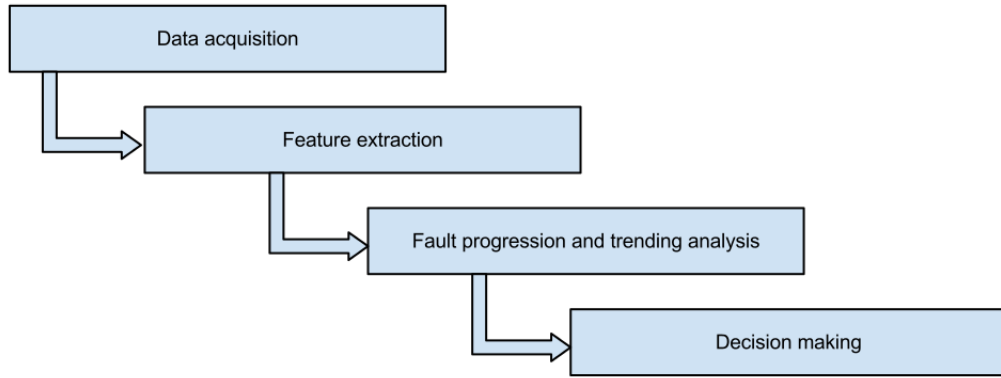 Data acquisition
Feature extraction
Fault progression and trending analysis
Decision making